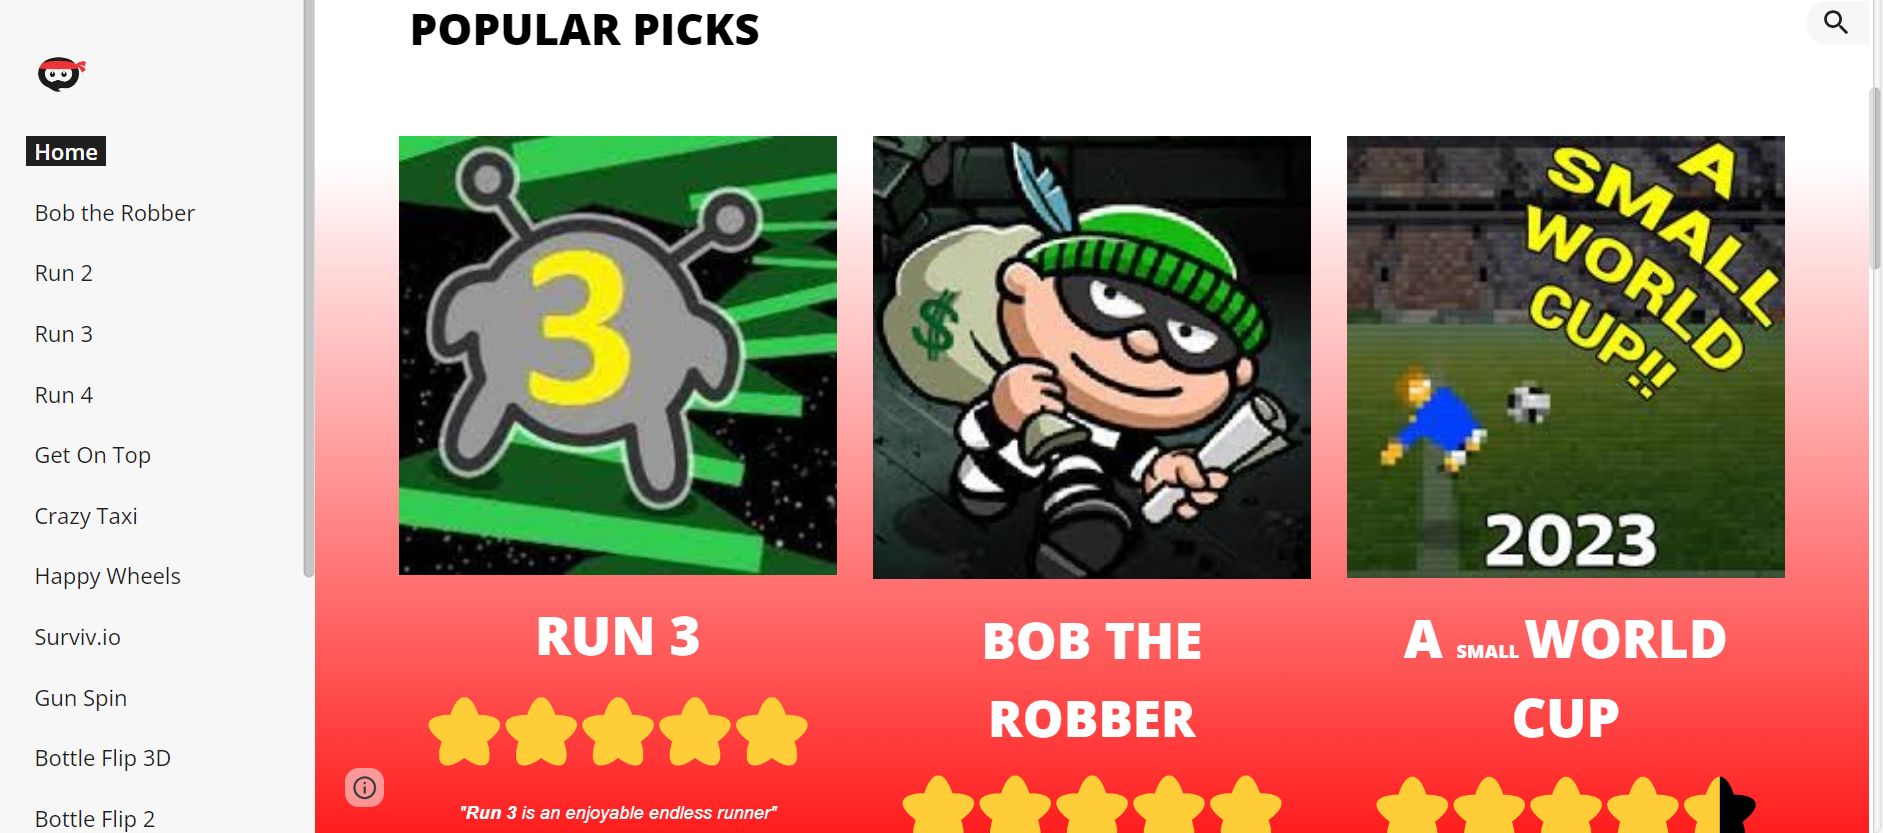 POPULAR PICKS
Home
Bob the Robber
Run 2
Run 3
Run 4
Get On Top
Crazy Taxi
Happy Wheels
Surviv.io
Gun Spin
Bottle Flip 3D
Bottle Flip 2
3
$
A
SMALL
WORLD
CUP!!
2023
RUN 3
"Run 3 is an enjoyable endless runner"
BOB THE
ROBBER
A SMALL WORLD
CUP